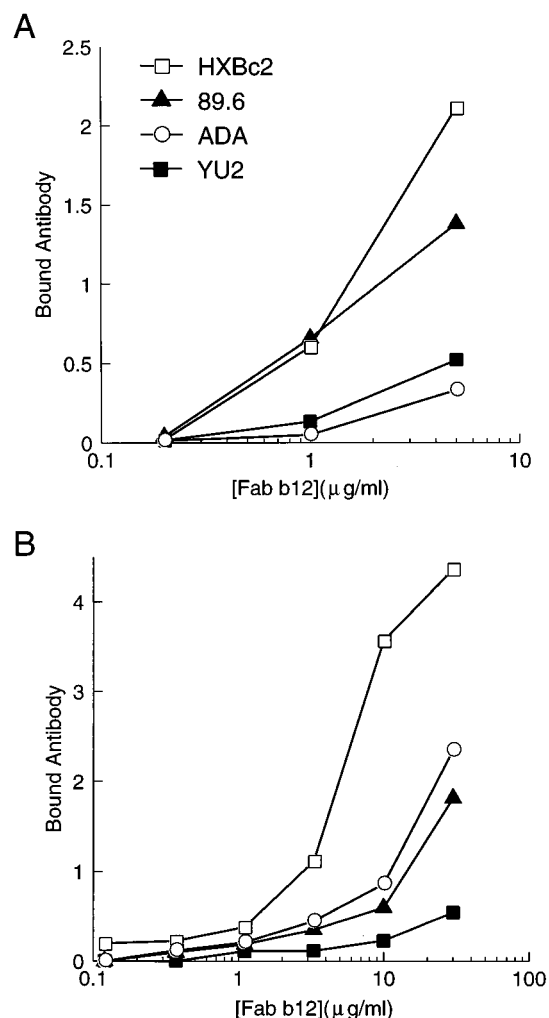 A
2.5
HXBc2
89.6
2
ADA
YU2
1.5
Bound Antibody
1
0.5
0
0.1 1 10
[Fab b12](μ g/ml)
B
4
3
Bound Antibody
2
1
0
0.1 1 10 100
[Fab b12](μ g/ml)